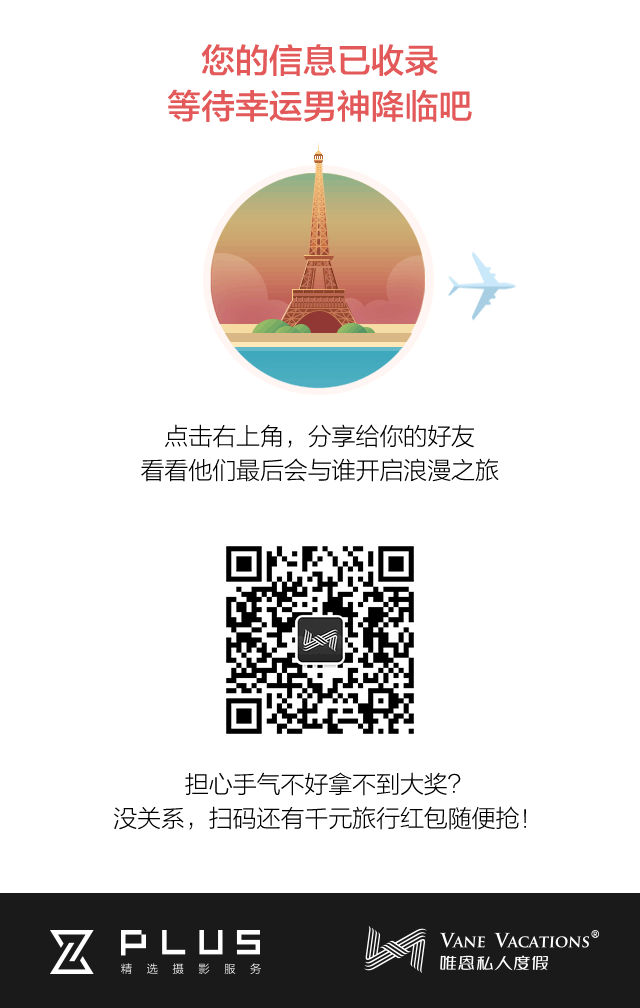 您的信息已收录
等待幸运男神降临吧
点击右上角，分享给你的好友
看看他们最后会与谁开启浪漫之旅
担心手气不好拿不到大奖？
没关系，扫码还有千元旅行红包随便抢！
PLUS
精选摄影服务
VANE VACATIONS®
唯恩私人度假